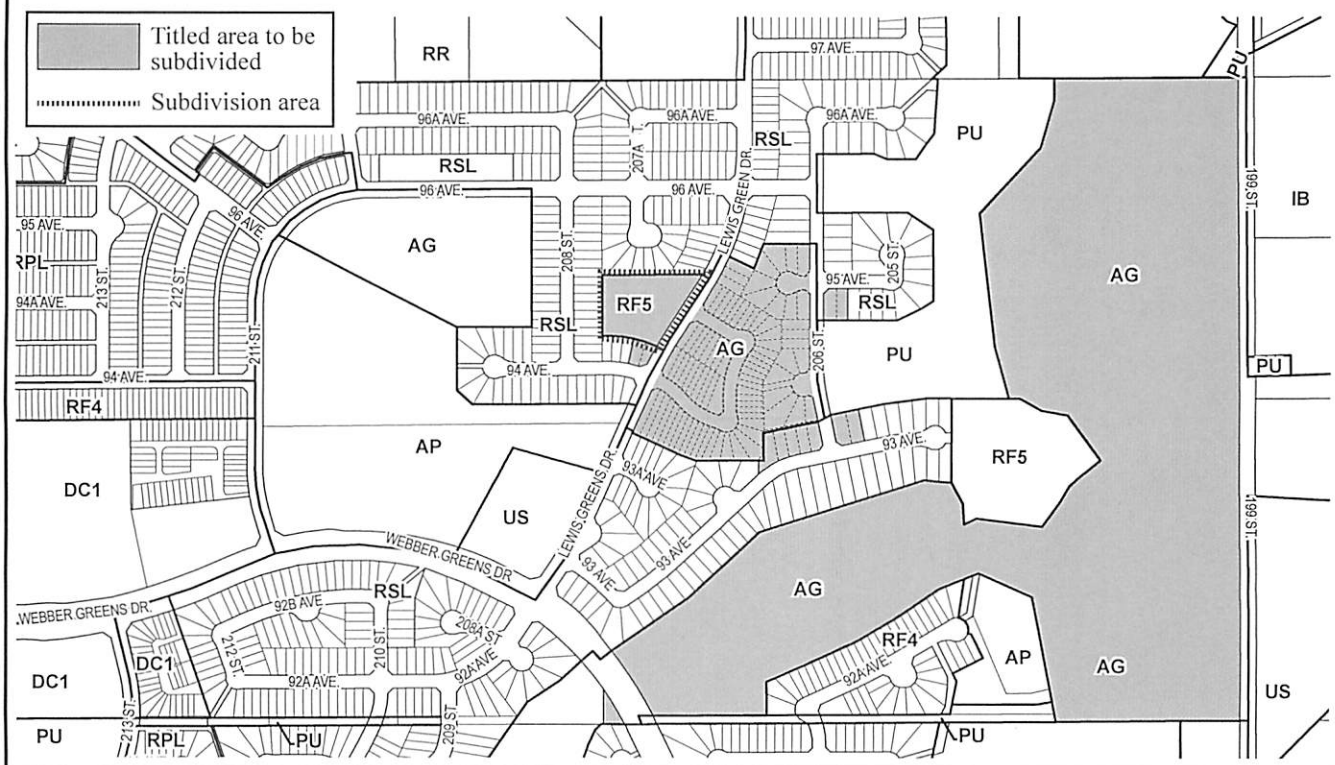 Titled area to be
subdivided
Subdivision area
RR
97 AVE.
PU
96A AVE.
207A
T.
96A AVE.
RSL
96A AVE.
PU
RSL
96 AVE.
96 AVE.
LEWIS GREEN DR.
199 ST.
IB
95 AVE.
RPL
94A AVE.
213 ST.
212 ST.
96 AVE.
AG
208 ST.
RF5
205 ST.
95 AVE.
RSL
AG
211 ST.
RSL
AG
206 ST.
PU
PU
94 AVE.
94 AVE.
RF4
AP
93 AVE.
RF5
DC1
US
LEWIS GREENS DR.
93A AVE
199 ST.
WEBBER GREENS DR
93 AVE
93 AVE
AG
WEBBER GREENS DR.
RSL
92B AVE
208A ST
RF4
AP
DC1
212 ST.
210 ST.
92A AVE
92A AVE
AG
DC1
92A AVE.
US
PU
213 ST.
RPL
PU
209 ST.
PU